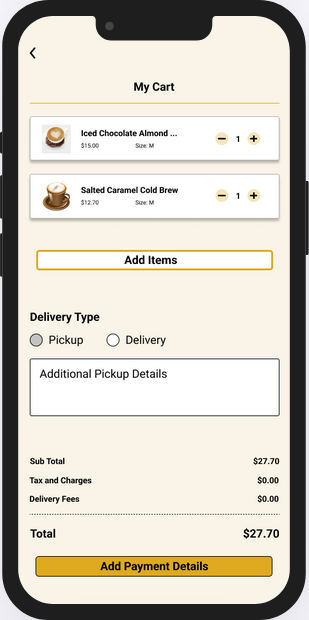 My Cart
Iced Chocolate Almond ...
$15.00 Size: M
1
Salted Caramel Cold Brew
$12.70 Size: M
1
Add Items
Delivery Type
Pickup Delivery
Additional Pickup Details
Sub Total $27.70
Tax and Charges $0.00
Delivery Fees $0.00
Total $27.70
Add Payment Details